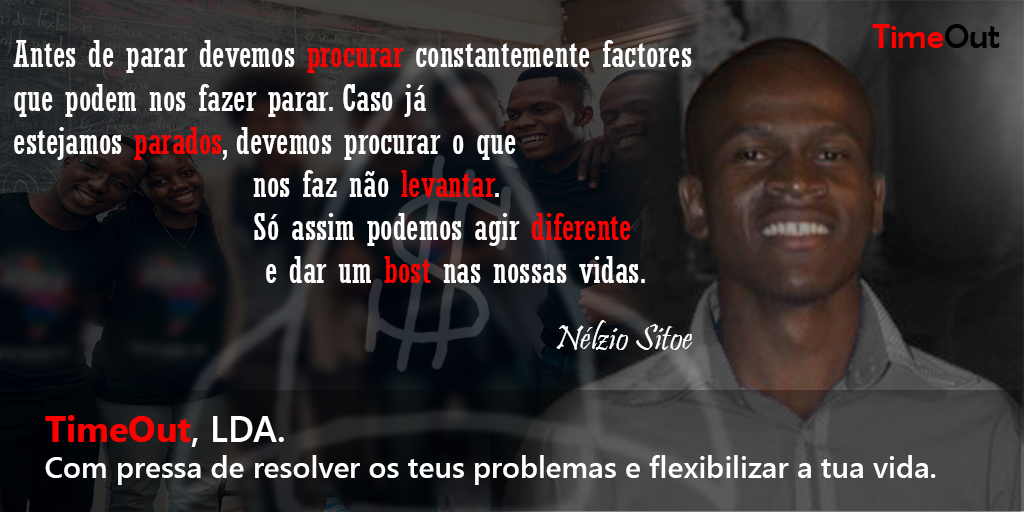 TimeOut
Antes de parar devemos procurar constantemente factores
que podem nos fazer parar. Caso já
estejamos parados, devemos procurar o que
nos faz não levantar.
Só assim podemos agir diferente
e dar um bost nas nossas vidas.
Nélzio Sitoe
TimeOut, LDA.
Com pressa de resolver os teus problemas e flexibilizar a tua vida.